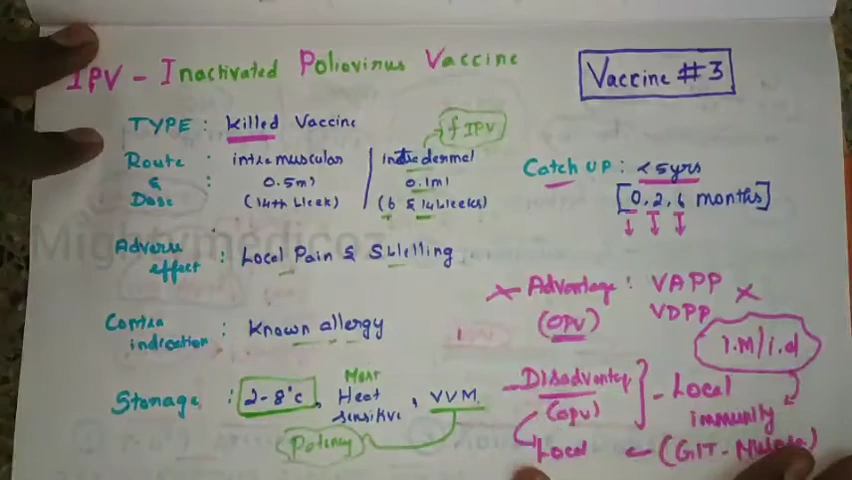 IPV - Inactivated Poliovirus Vaccine
Vaccine #3
TYPE : Killed Vaccine
f IPV
Route & Dose : intramuscular | Intradermal
: 0.5ml 0.1ml
(14th week) (6 & 14 weeks)
Catch UP : <5yrs
[0, 2, 6 months]
Mightymedicoz
Adverse effect : Local Pain & Swelling
Contra indication : Known allergy
Storage : 2-8°c, Most Heat sensitive, VVM
Potency
Advantage : VAPP
(OPV) VDPP
I.M/i.d
Disadvantage - Local
(opv) immunity
Local (GIT - Mucosa)